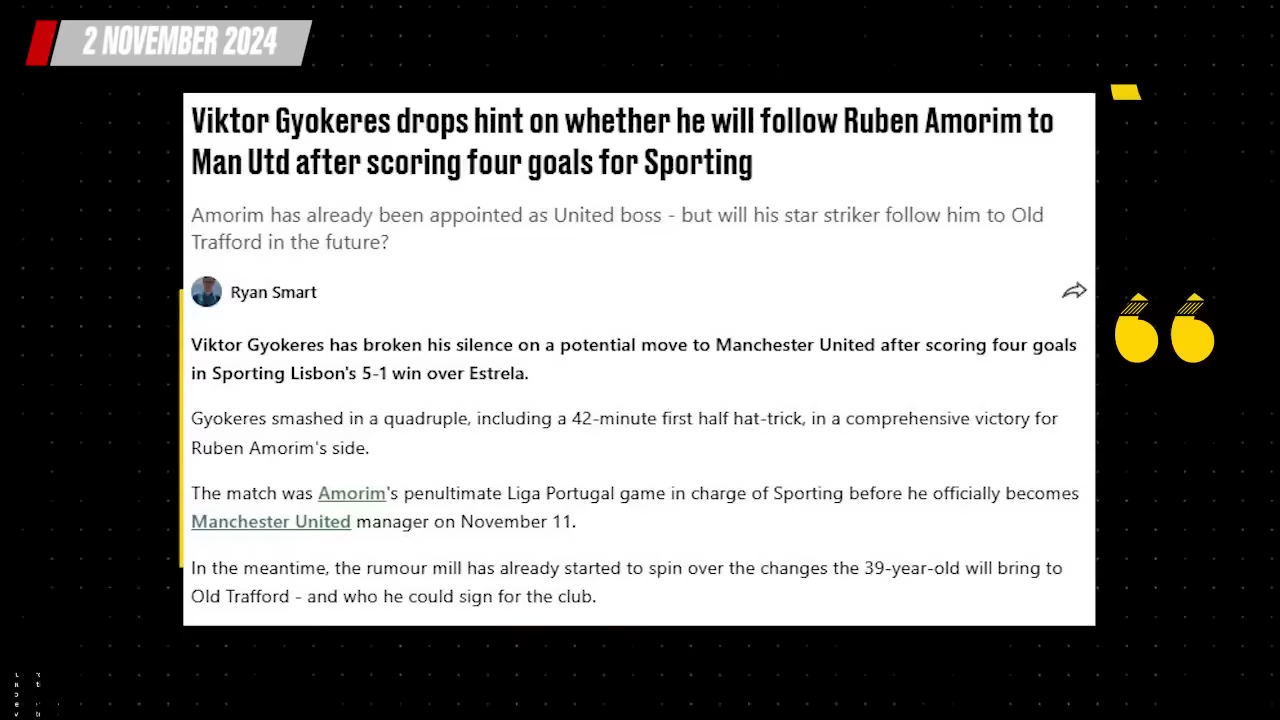 2 NOVEMBER 2024
Viktor Gyokeres drops hint on whether he will follow Ruben Amorim to
Man Utd after scoring four goals for Sporting
Amorim has already been appointed as United boss - but will his star striker follow him to Old
Trafford in the future?
Ryan Smart
Viktor Gyokeres has broken his silence on a potential move to Manchester United after scoring four goals
in Sporting Lisbon's 5-1 win over Estrela.
Gyokeres smashed in a quadruple, including a 42-minute first half hat-trick, in a comprehensive victory for
Ruben Amorim's side.
The match was Amorim's penultimate Liga Portugal game in charge of Sporting before he officially becomes
Manchester United manager on November 11.
In the meantime, the rumour mill has already started to spin over the changes the 39-year-old will bring to
Old Trafford - and who he could sign for the club.